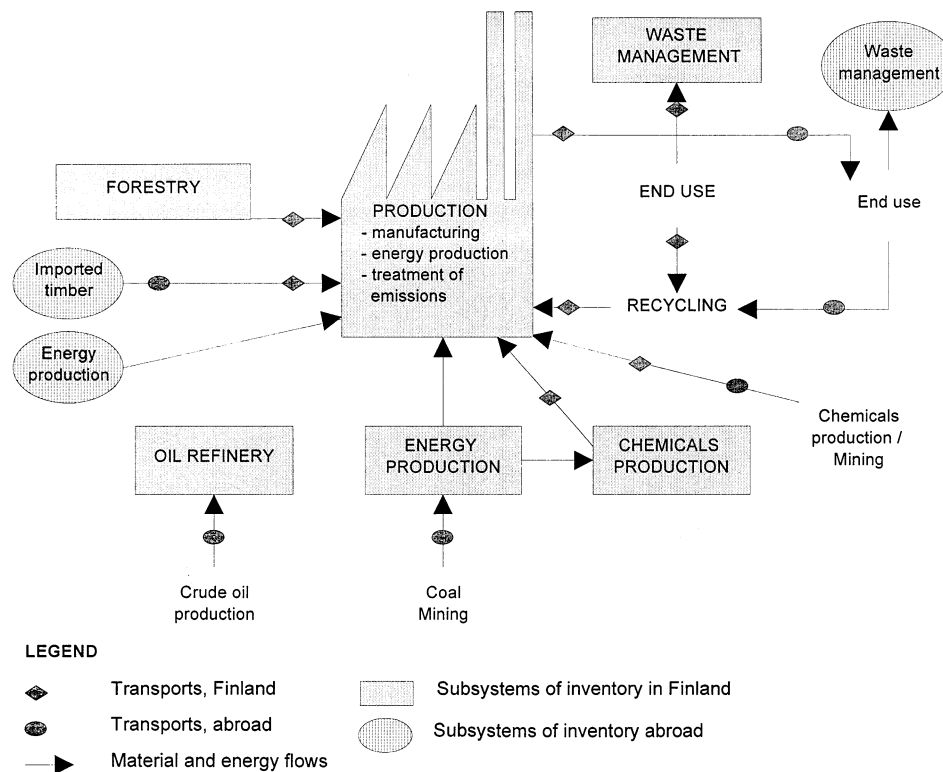 WASTE
MANAGEMENT
Waste
management
FORESTRY
PRODUCTION
- manufacturing
- energy production
- treatment of
emissions
END USE
End use
Imported
timber
RECYCLING
Energy
production
Chemicals
production /
Mining
OIL REFINERY
ENERGY
PRODUCTION
CHEMICALS
PRODUCTION
Crude oil
production
Coal
Mining
LEGEND
Transports, Finland
Subsystems of inventory in Finland
Transports, abroad
Subsystems of inventory abroad
Material and energy flows